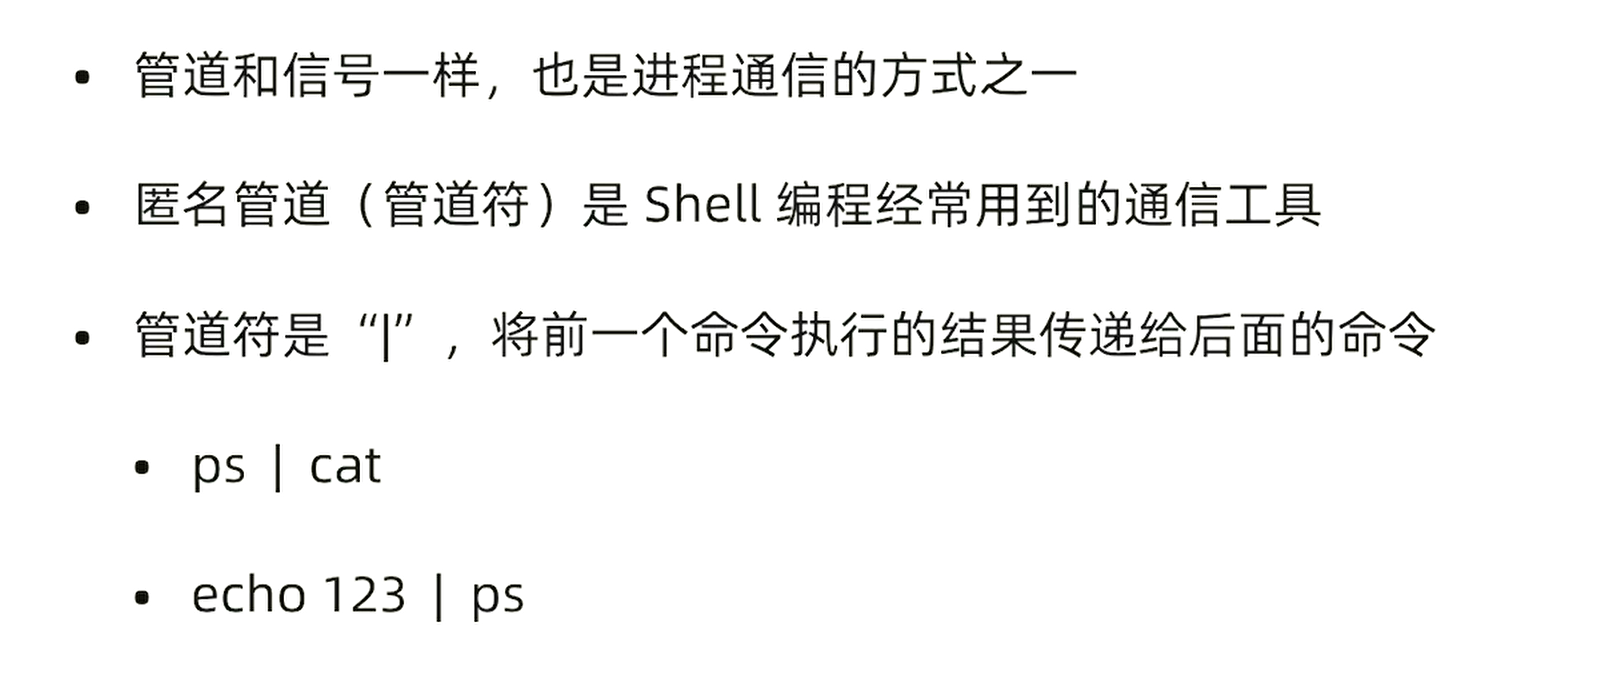 • 管道和信号一样，也是进程通信的方式之一
• 匿名管道（管道符）是 Shell 编程经常用到的通信工具
• 管道符是“|”，将前一个命令执行的结果传递给后面的命令
• ps | cat
• echo 123 | ps